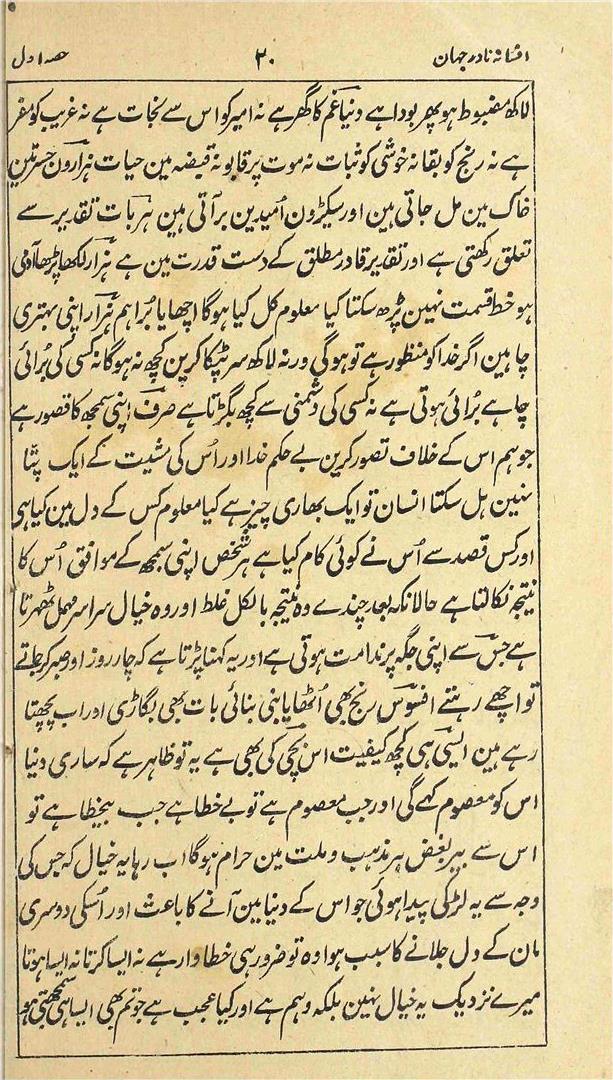 افسانہ نادر جہان ۲۰ حصہ اول
لاکھ مضبوط ہو پھر بودا ہے دنیا غم کا گھر ہے نہ امیر کو اس سے نجات ہے نہ غریب کو مفر
ہے نہ رنج کو بقا نہ خوشی کو ثبات نہ موت پر قابو نہ قبضہ مین حیات ہزارون حسرتین
خاک مین مل جاتی ہین اور سیکڑون اُمیدین بر آتی ہین ہر بات تقدیر سے
تعلق رکھتی ہے اور تقدیر قادر مطلق کے دست قدرت مین ہے ہزار لکھا پڑھا آدمی
ہو خط قسمت نہین پڑھ سکتا کیا معلوم کل کیا ہوگا اچھا یا بُرا ہم ہزار اپنی بہتری
چاہین اگر خدا کو منظور ہے تو ہوگی ورنہ لاکھ سر ٹپکا کرین کچھ نہ ہوگا نہ کسی کی بُرائی
چاہے بُرائی ہوتی ہے نہ کسی کی دشمنی سے کچھ بگڑتا ہے صرف اپنی سمجھ کا قصور ہے
جو ہم اس کے خلاف تصور کرین بے حکم خدا اور اُس کی مشیت کے ایک پتا
نہین ہل سکتا انسان تو ایک بھاری چیز ہے کیا معلوم کس کے دل مین کیا ہی
اور کس قصد سے اُس نے کوئی کام کیا ہے ہر شخص اپنی سمجھ کے موافق اُس کا
نتیجہ نکالتا ہے حالانکہ بعد چندے وہ نتیجہ بالکل غلط اور وہ خیال سراسر مہمل ٹھہرتا
ہے جس سے اپنی جگہ پر ندامت ہوتی ہے اور یہ کہنا پڑتا ہے کہ چار روز اور صبر کر جاتے
تو اچھے رہتے افسوس رنج بھی اُٹھایا بنی بنائی بات بھی بگاڑی اور اب پچھتا
رہے ہین ایسی ہی کچھ کیفیت اس بچی کی بھی ہے یہ تو ظاہر ہے کہ ساری دنیا
اس کو معصوم کہے گی اور جب معصوم ہے تو بے خطا ہے جب بیخطا ہے تو
اس سے بیر بغض ہر مذہب و ملت مین حرام ہوگا اب رہا یہ خیال کہ جس کی
وجہ سے یہ لڑکی پیدا ہوئی جو اس کے دنیا مین آنے کا باعث اور اُسکی دوسری
مان کے دل جلانے کا سبب ہوا وہ تو ضرور ہی خطاوار ہے نہ ایسا کرتا نہ ایسا ہوتا
میرے نزدیک یہ خیال نہین بلکہ وہم ہے اور کیا عجب ہے جو تم بھی ایسا ہی سمجھتی ہو